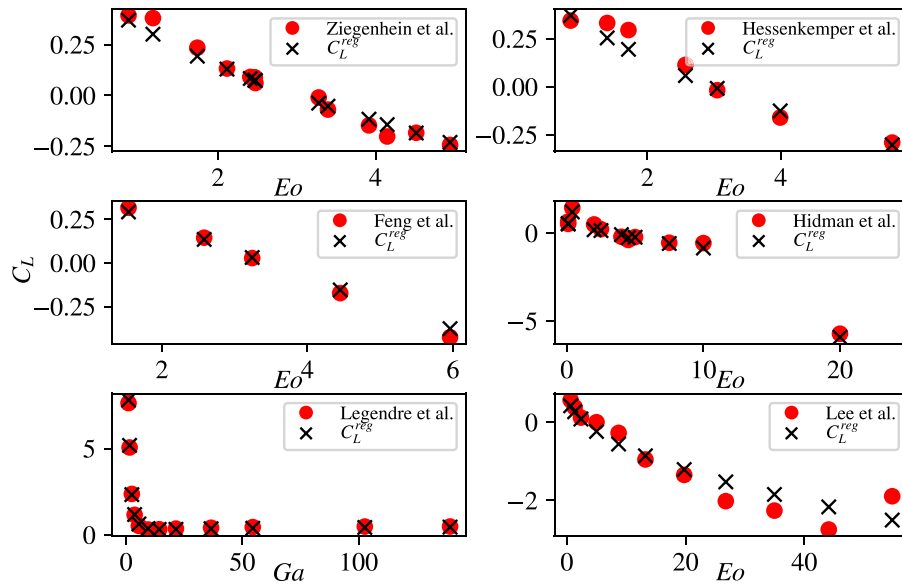 0.25
0.00
−0.25
Ziegenhein et al.
C_L^{reg}
2
4
Eo
0.25
0.00
−0.25
Hessenkemper et al.
C_L^{reg}
2
4
Eo
C_L
0.25
0.00
−0.25
Feng et al.
C_L^{reg}
2
4
6
Eo
0
−5
Hidman et al.
C_L^{reg}
0
10
20
Eo
5
0
Legendre et al.
C_L^{reg}
0
50
100
Ga
0
−2
Lee et al.
C_L^{reg}
0
20
40
Eo